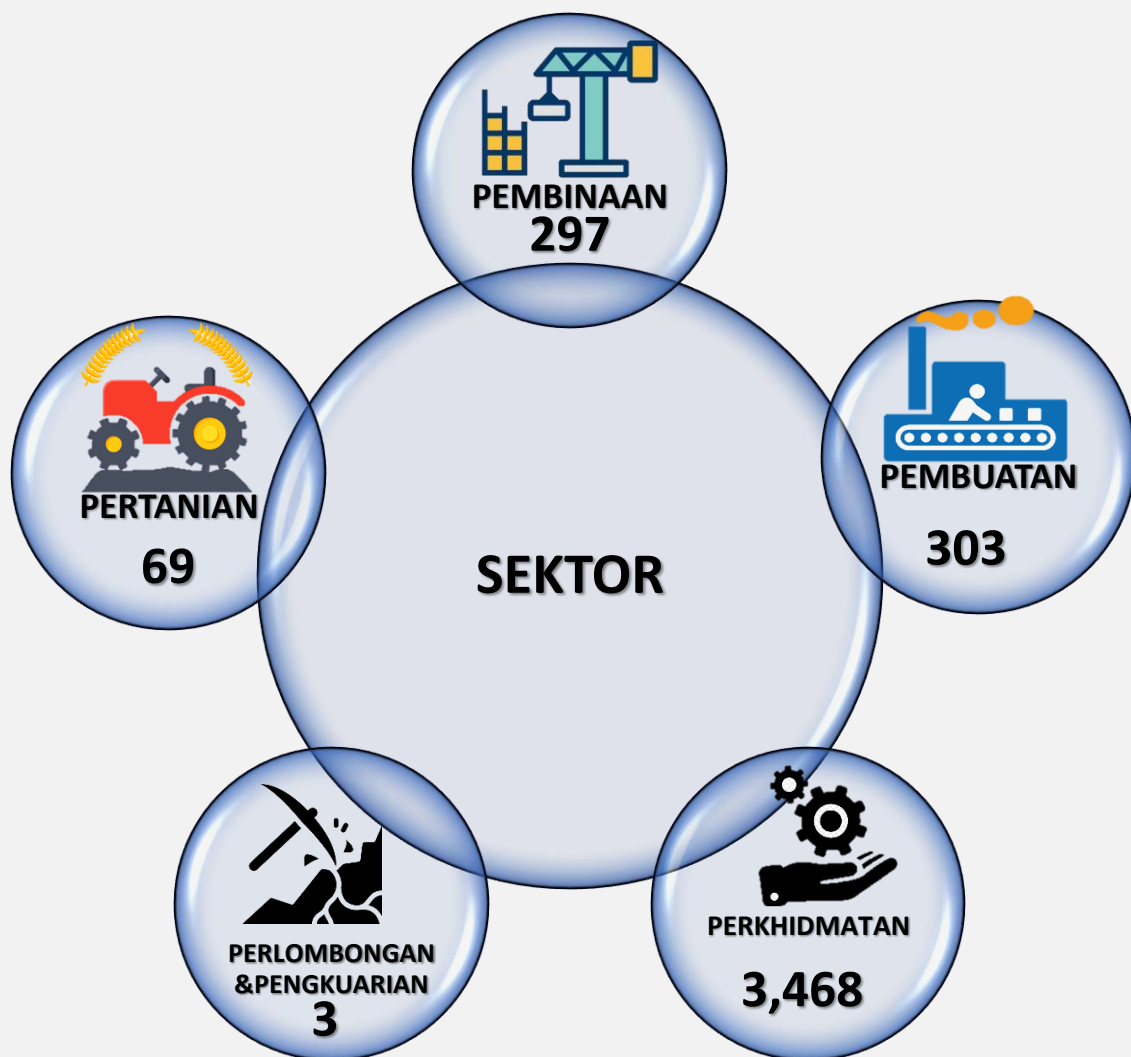 PEMBINAAN
297
PERTANIAN
69
PEMBUATAN
303
SEKTOR
PERLOMBONGAN
&PENGKUARIAN
3
PERKHIDMATAN
3,468